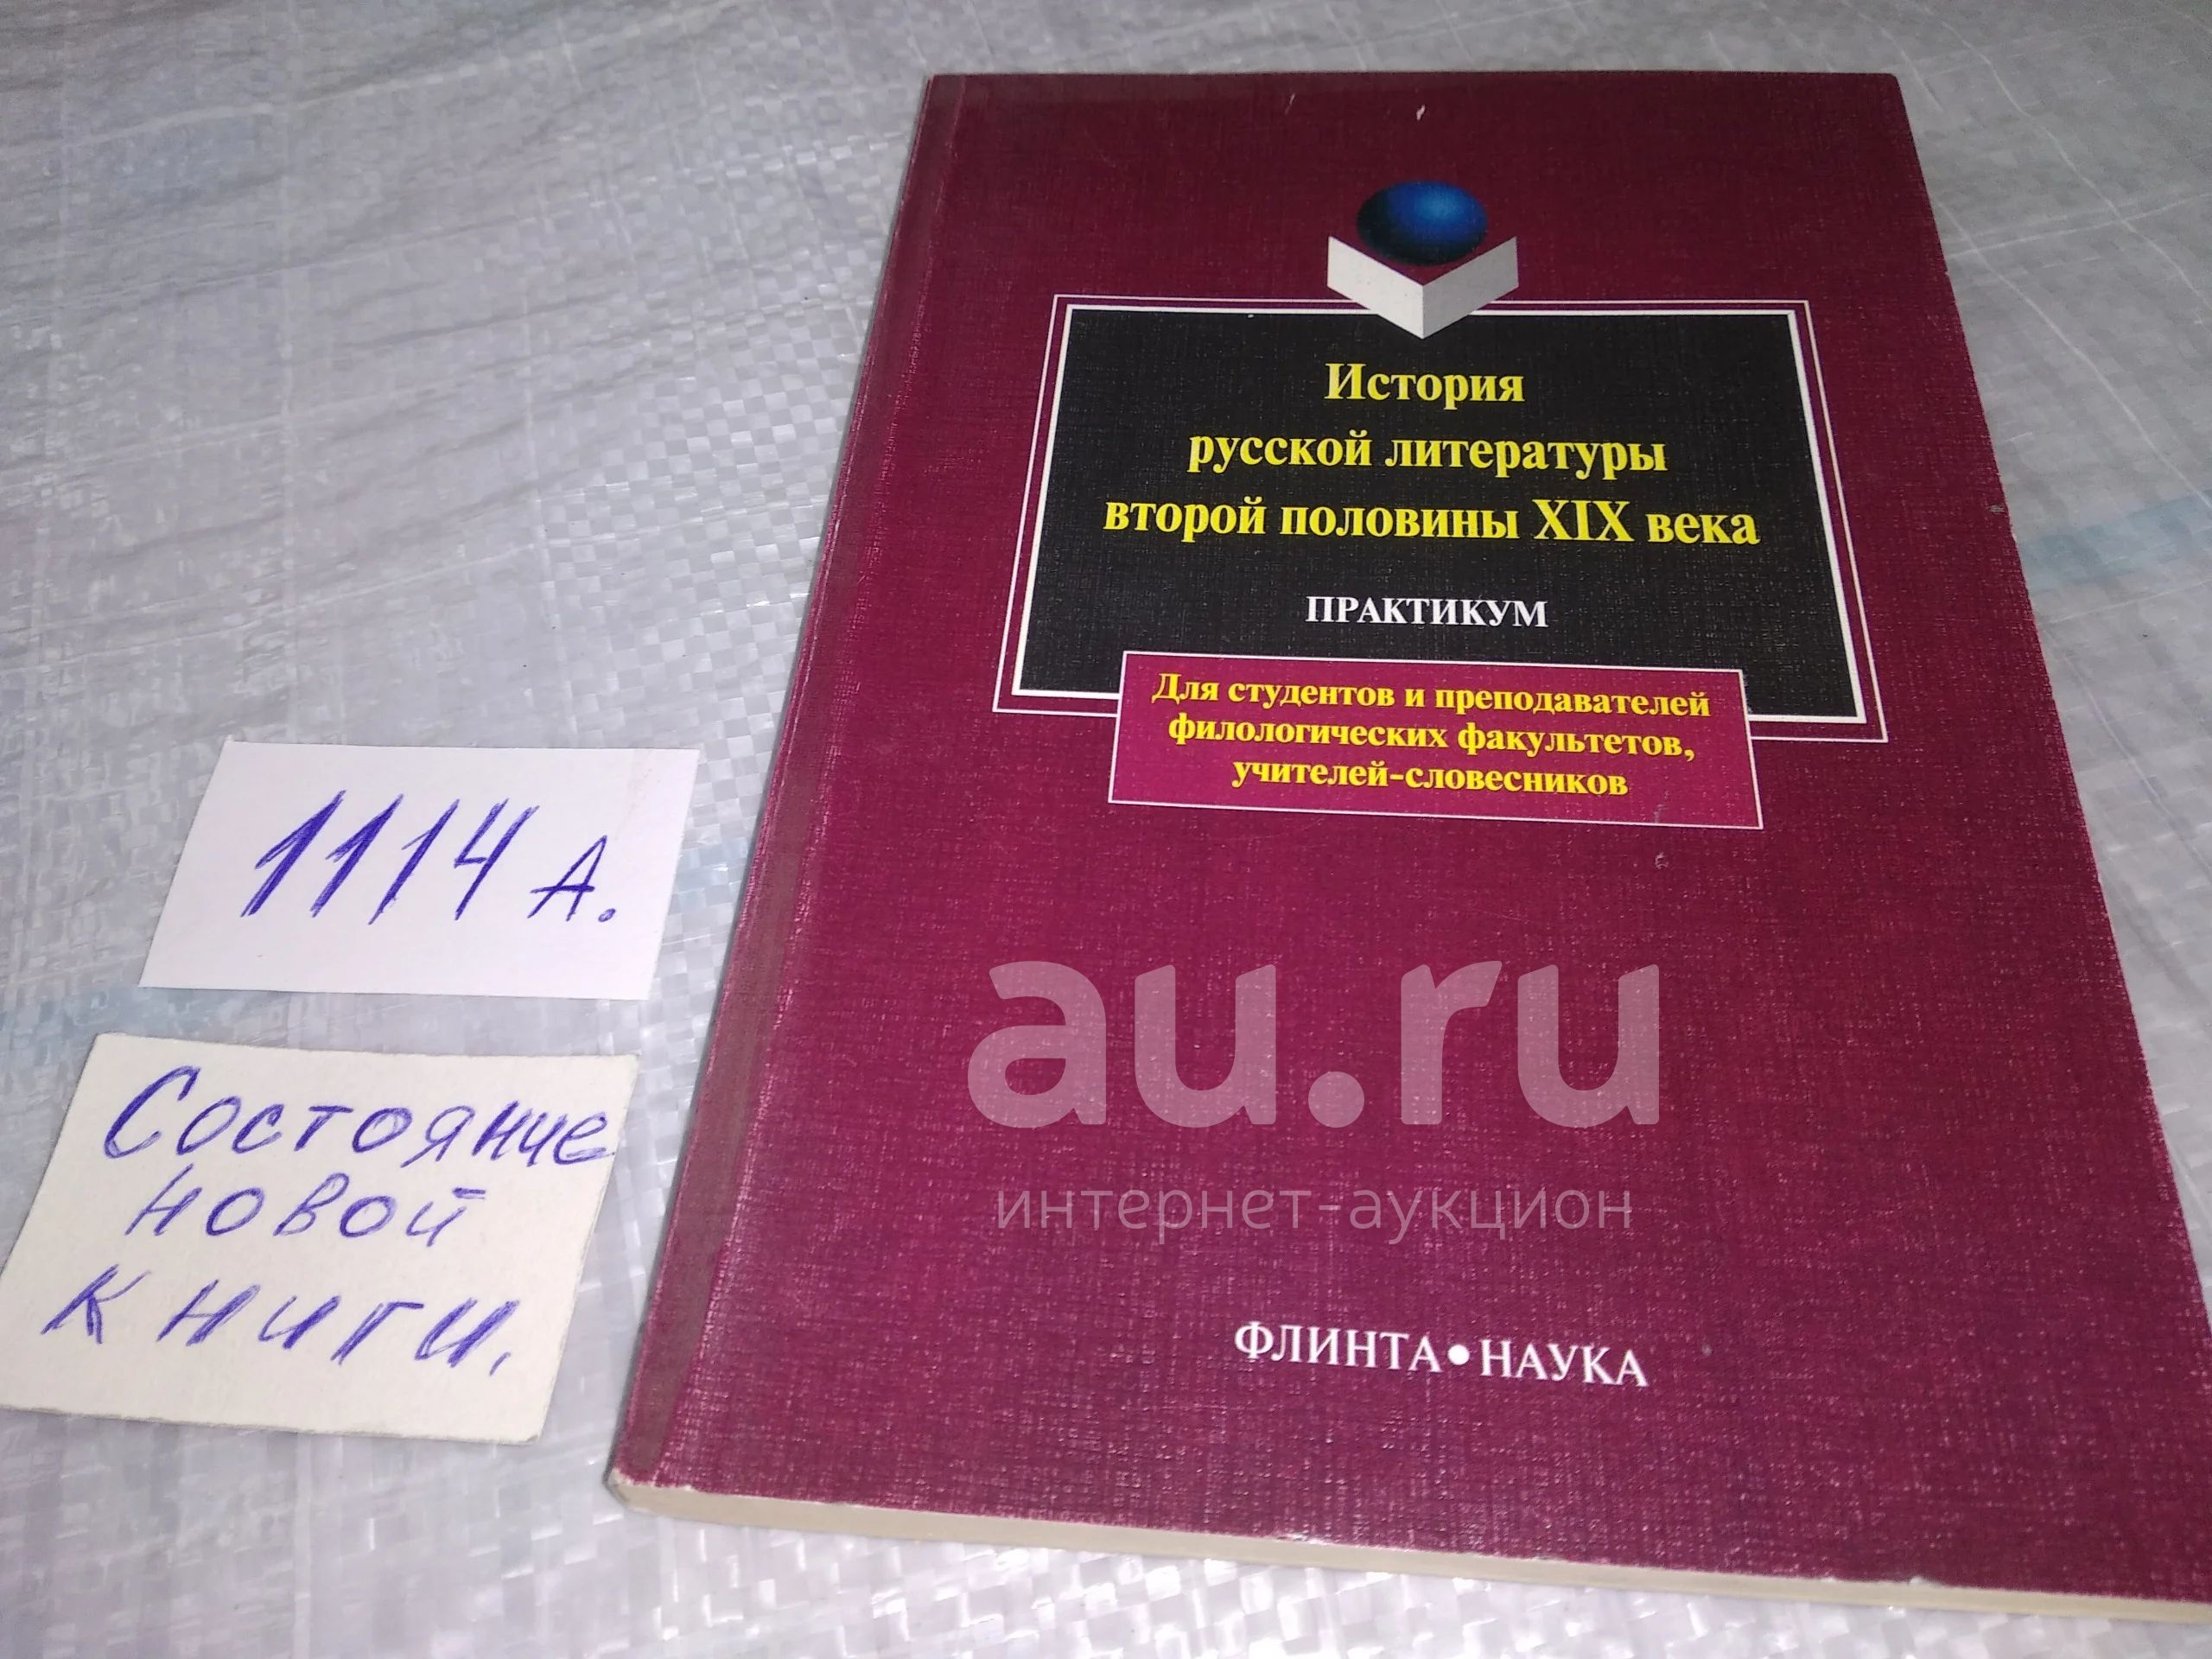 История
русской литературы
второй половины XIX века
ПРАКТИКУМ
Для студентов и преподавателей
филологических факультетов,
учителей-словесников
1114 А.
Состояние
новой
книги.
au.ru
интернет-аукцион
ФЛИНТА • НАУКА